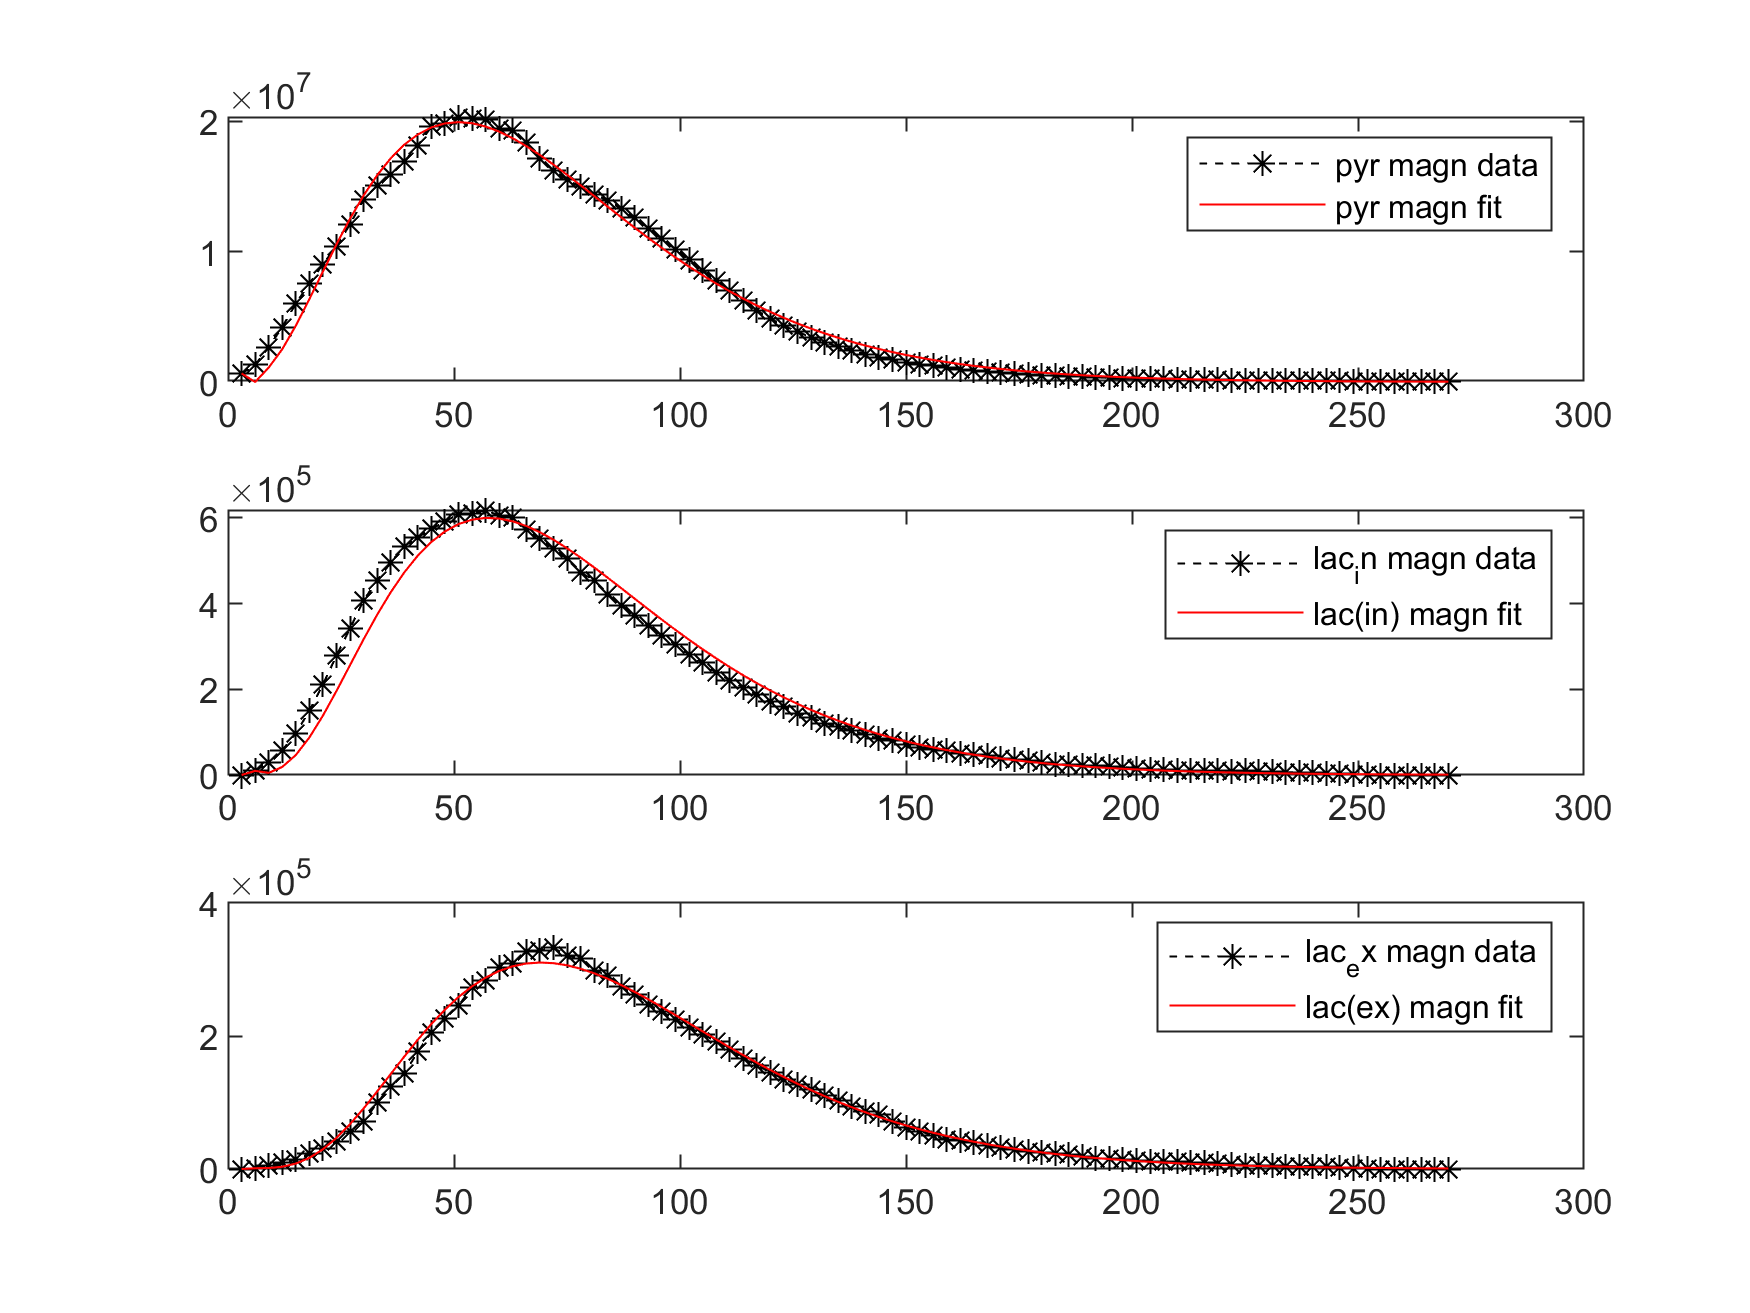 ×10^7
2
1
0
0 50 100 150 200 250 300
pyr magn data
pyr magn fit
×10^5
6
4
2
0
0 50 100 150 200 250 300
lac_in magn data
lac(in) magn fit
×10^5
4
2
0
0 50 100 150 200 250 300
lac_ex magn data
lac(ex) magn fit